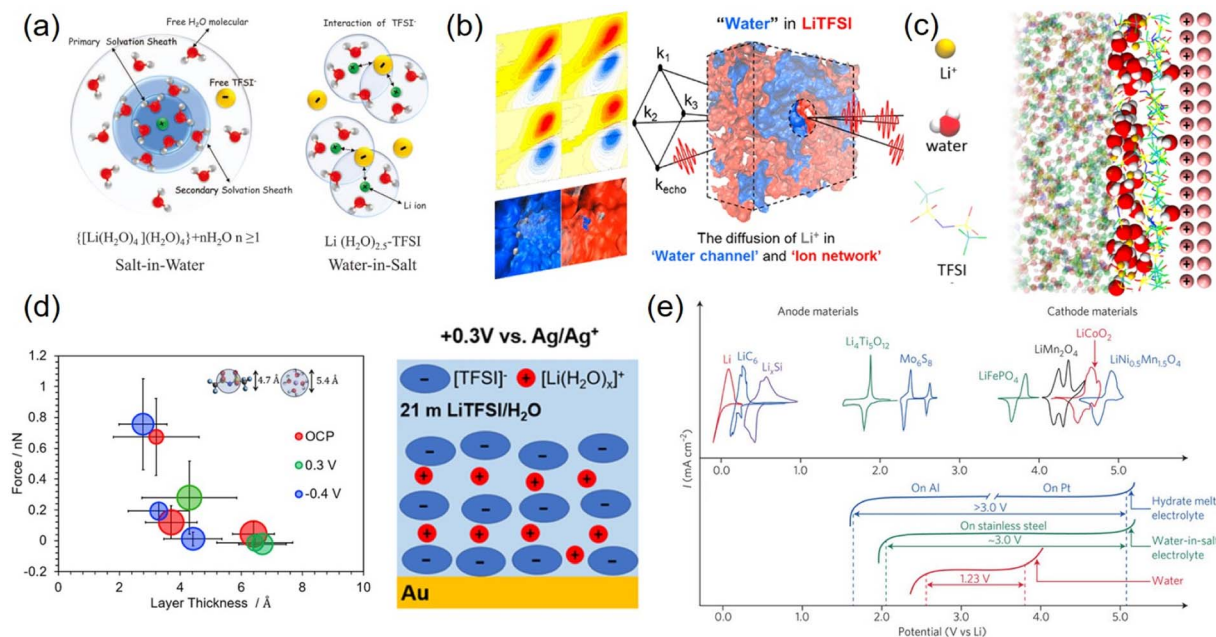 (a)
Free H₂O molecular
Primary Solvation Sheath
Free TFSI⁻
Secondary Solvation Sheath
{[Li(H₂O)₄](H₂O)₄}+nH₂O n ≥1
Salt-in-Water
Interaction of TFSI⁻
Li ion
Li (H₂O)₂.₅-TFSI
Water-in-Salt
(b)
"Water" in LiTFSI
k₁
k₂
k₃
kecho
The diffusion of Li⁺ in
'Water channel' and 'Ion network'
(c)
Li⁺
water
TFSI
-
(d)
Force / nN
1.2
1
0.8
0.6
0.4
0.2
0
-0.2
0 2 4 6 8 10
Layer Thickness / Å
4.7 Å
5.4 Å
OCP
0.3 V
-0.4 V
+0.3V vs. Ag/Ag⁺
[TFSI]⁻ [Li(H₂O)ₓ]⁺
21 m LiTFSI/H₂O
Au
(e)
Anode materials
Cathode materials
Li
LiC₆
LiₓSi
Li₄Ti₅O₁₂
Mo₆S₈
LiFePO₄
LiMn₂O₄
LiCoO₂
LiNi₀.₅Mn₁.₅O₄
I (mA cm⁻²)
0.0 1.0 2.0 3.0 4.0 5.0
On Al
On Pt
>3.0 V
Hydrate melt
electrolyte
On stainless steel
~3.0 V
Water-in-salt
electrolyte
1.23 V
Water
0.0 1.0 2.0 3.0 4.0 5.0
Potential (V vs Li)